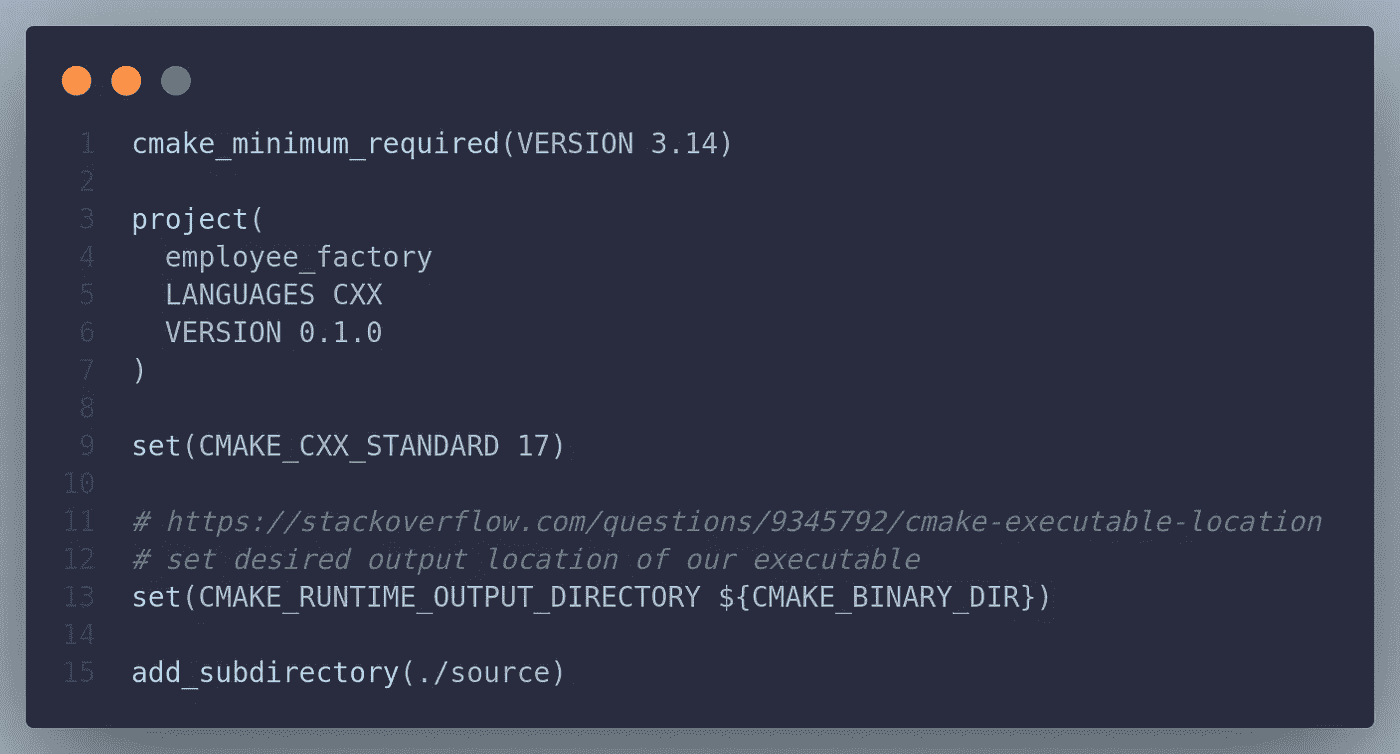 1 cmake_minimum_required(VERSION 3.14)
2
3 project(
4   employee_factory
5   LANGUAGES CXX
6   VERSION 0.1.0
7 )
8
9 set(CMAKE_CXX_STANDARD 17)
10
11 # https://stackoverflow.com/questions/9345792/cmake-executable-location
12 # set desired output location of our executable
13 set(CMAKE_RUNTIME_OUTPUT_DIRECTORY ${CMAKE_BINARY_DIR})
14
15 add_subdirectory(./source)